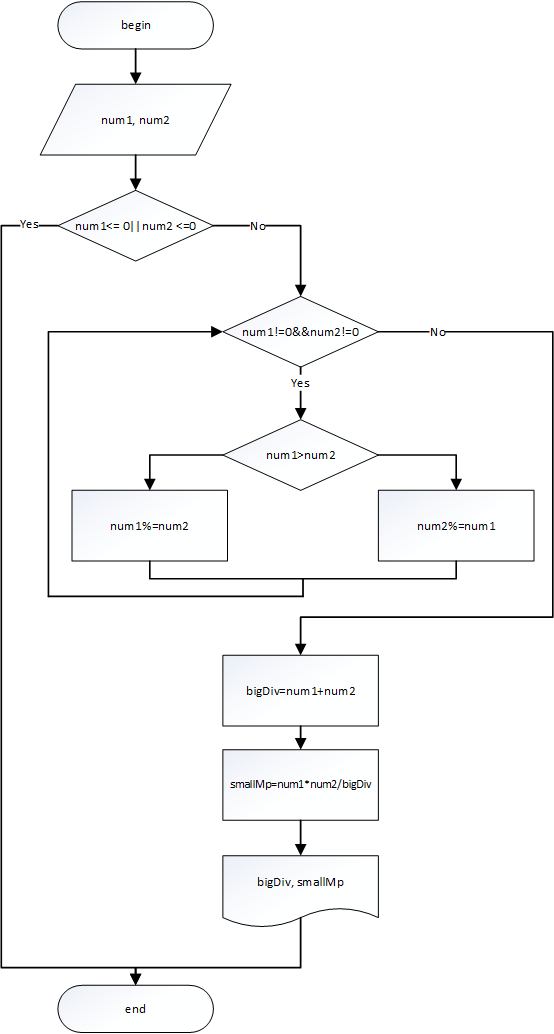 begin
num1, num2
num1<= 0||num2 <=0
Yes
No
num1!=0&&num2!=0
No
Yes
num1>num2
num1%=num2
num2%=num1
bigDiv=num1+num2
smallMp=num1*num2/bigDiv
bigDiv, smallMp
end